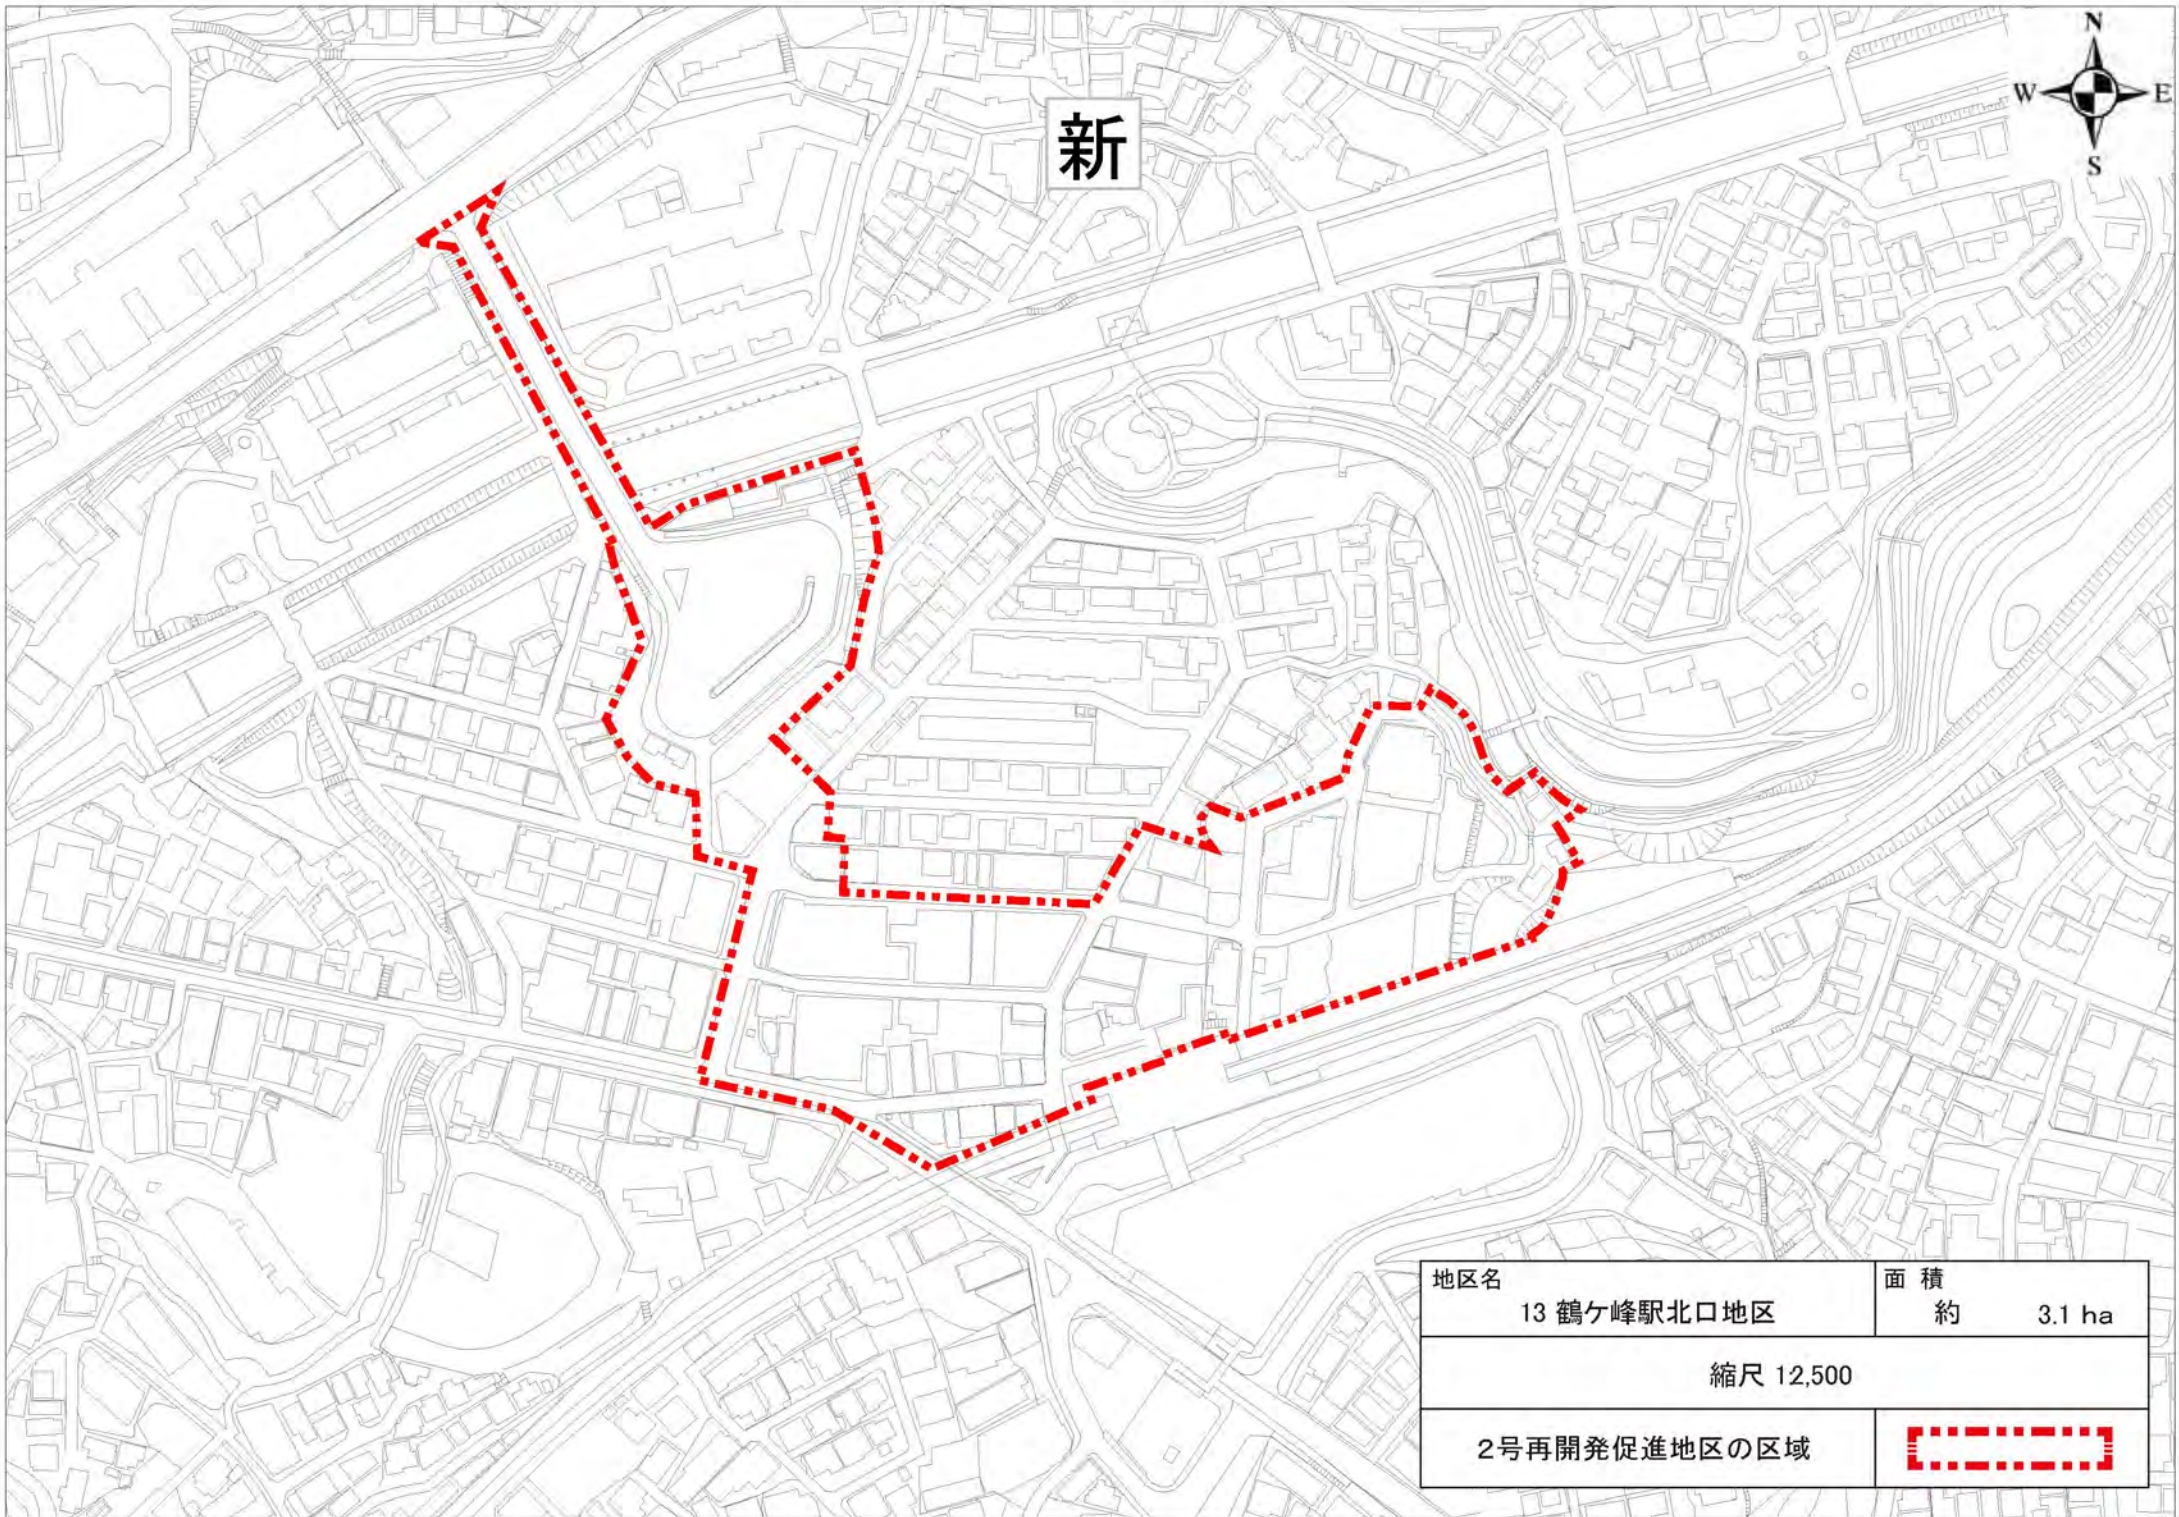 新
N
W E
S
地区名
13 鶴ケ峰駅北口地区
面 積
約 3.1 ha
縮尺 12,500
2号再開発促進地区の区域